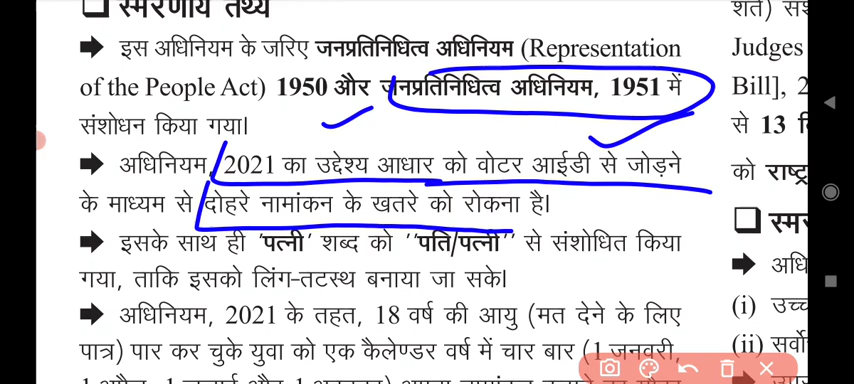 ❑ स्मरणीय तथ्य
➡ इस अधिनियम के जरिए जनप्रतिनिधित्व अधिनियम (Representation
of the People Act) 1950 और जनप्रतिनिधित्व अधिनियम, 1951 में
संशोधन किया गया।
➡ अधिनियम, 2021 का उद्देश्य आधार को वोटर आईडी से जोड़ने
के माध्यम से दोहरे नामांकन के खतरे को रोकना है।
➡ इसके साथ ही 'पत्नी' शब्द को ''पति/पत्नी'' से संशोधित किया
गया, ताकि इसको लिंग-तटस्थ बनाया जा सके।
➡ अधिनियम, 2021 के तहत, 18 वर्ष की आयु (मत देने के लिए
पात्र) पार कर चुके युवा को एक कैलेण्डर वर्ष में चार बार (1 जनवरी,
Judges
Bill], 2
से 13
को राष्ट्र
❑
➡
(i) उच्च
(ii) सर्वो
➡